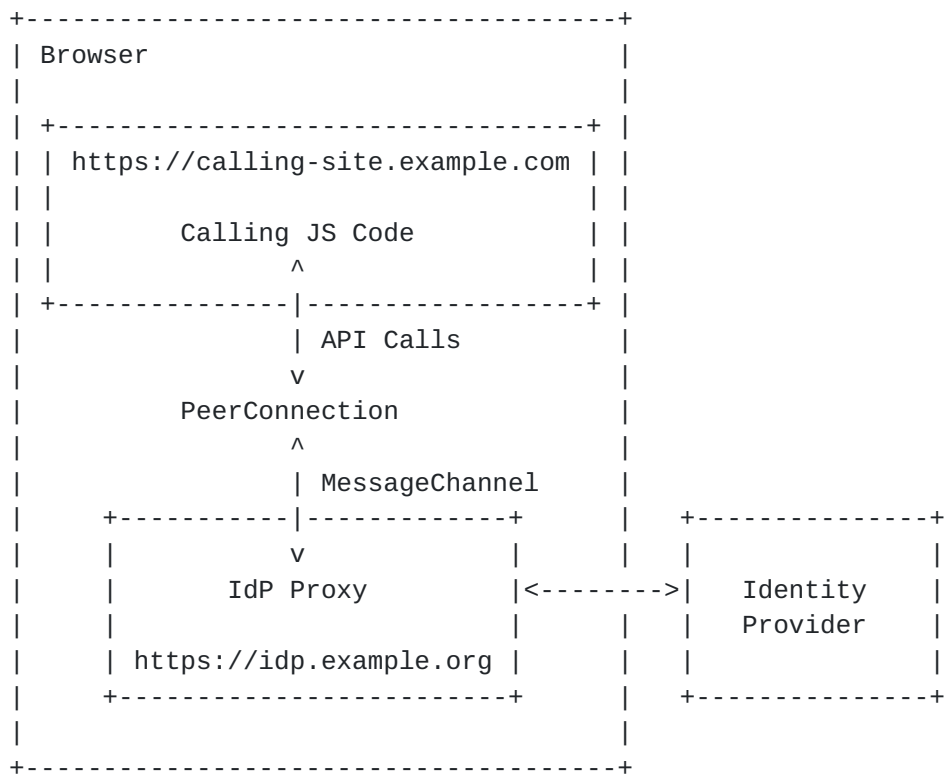 Browser
https://calling-site.example.com
Calling JS Code
API Calls
PeerConnection
MessageChannel
IdP Proxy
Identity
Provider
https://idp.example.org